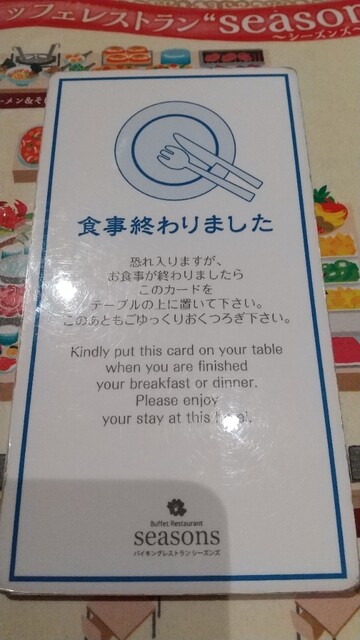 ッフェレストラン “season
～シーズンズ～
ーメン&そ
食事終わりました
恐れ入りますが、
お食事が終わりましたら
このカードを
テーブルの上に置いて下さい。
このあともごゆっくりおくつろぎ下さい。
Kindly put this card on your table
when you are finished
your breakfast or dinner.
Please enjoy
your stay at this
Buffet Restaurant
seasons
バイキングレストラン シーズンズ